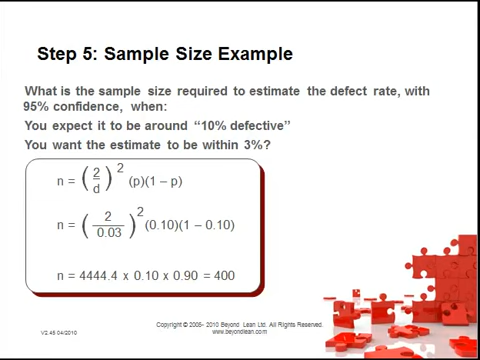 Step 5: Sample Size Example
What is the sample size required to estimate the defect rate, with
95% confidence, when:
You expect it to be around “10% defective”
You want the estimate to be within 3%?
n = (2/d)² (p)(1 – p)
n = (2/0.03)² (0.10)(1 – 0.10)
n = 4444.4 x 0.10 x 0.90 = 400
V2.45 04/2010
Copyright © 2005- 2010 Beyond Lean Ltd. All Rights Reserved.
www.beyondlean.com